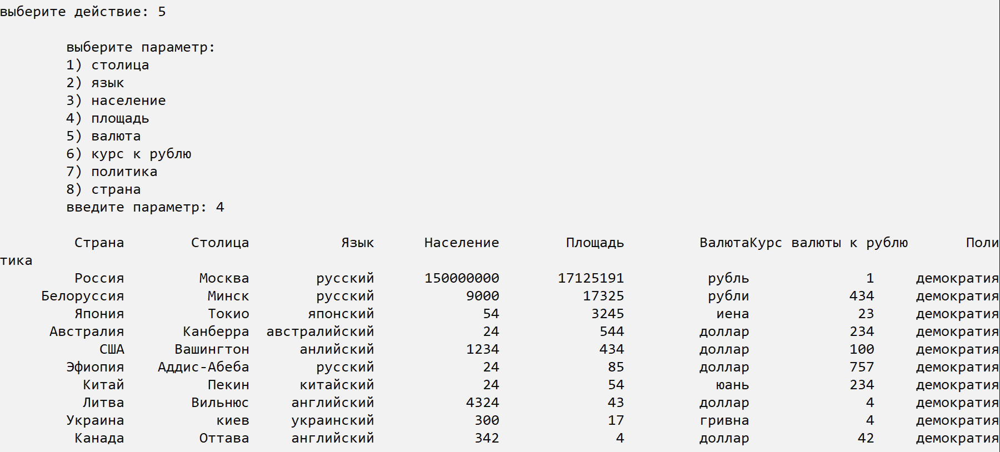 выберите действие: 5
выберите параметр:
1) столица
2) язык
3) население
4) площадь
5) валюта
6) курс к рублю
7) политика
8) страна
введите параметр: 4
Страна Столица Язык Население Площадь ВалютаКурс валюты к рублю Поли
тика
Россия Москва русский 150000000 17125191 рубль 1 демократия
Белоруссия Минск русский 9000 17325 рубли 434 демократия
Япония Токио японский 54 3245 иена 23 демократия
Австралия Канберра австралийский 24 544 доллар 234 демократия
США Вашингтон анлийский 1234 434 доллар 100 демократия
Эфиопия Аддис-Абеба русский 24 85 доллар 757 демократия
Китай Пекин китайский 24 54 юань 234 демократия
Литва Вильнюс английский 4324 43 доллар 4 демократия
Украина киев украинский 300 17 гривна 4 демократия
Канада Оттава английский 342 4 доллар 42 демократия